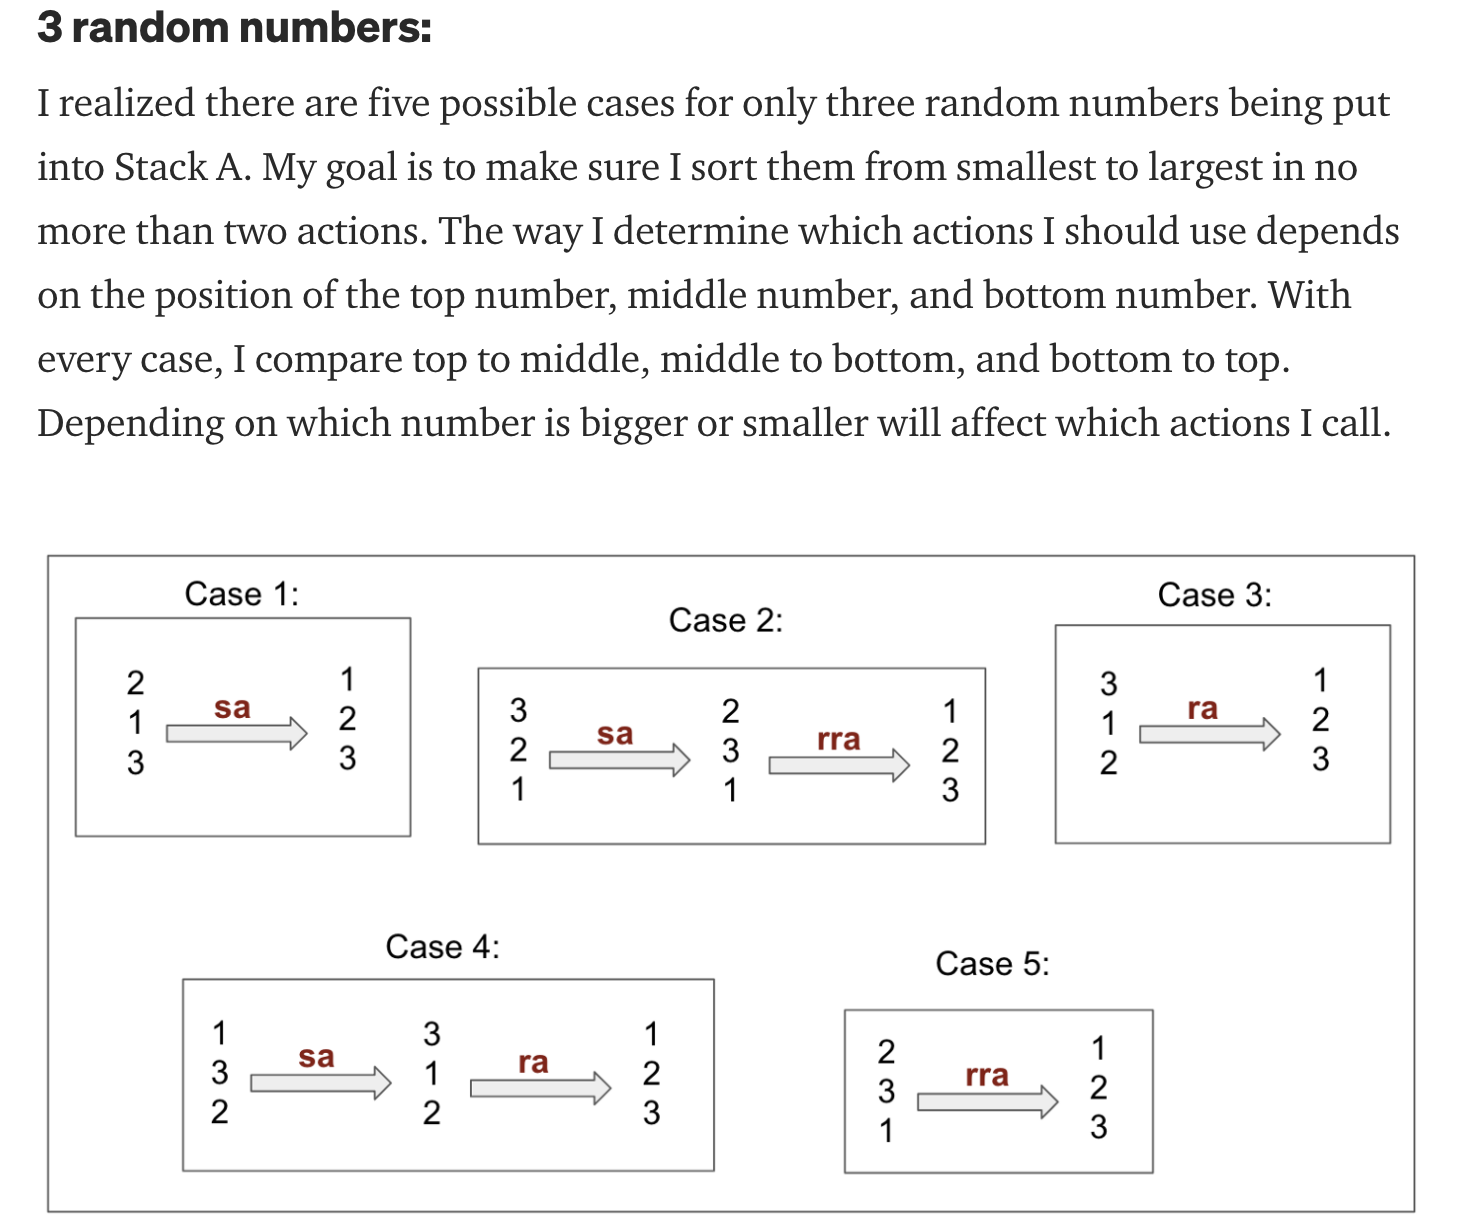 3 random numbers:
I realized there are five possible cases for only three random numbers being put
into Stack A. My goal is to make sure I sort them from smallest to largest in no
more than two actions. The way I determine which actions I should use depends
on the position of the top number, middle number, and bottom number. With
every case, I compare top to middle, middle to bottom, and bottom to top.
Depending on which number is bigger or smaller will affect which actions I call.
Case 1:
2
1
3
sa
1
2
3
Case 2:
3
2
1
sa
2
3
1
rra
1
2
3
Case 3:
3
1
2
ra
1
2
3
Case 4:
1
3
2
sa
3
1
2
ra
1
2
3
Case 5:
2
3
1
rra
1
2
3